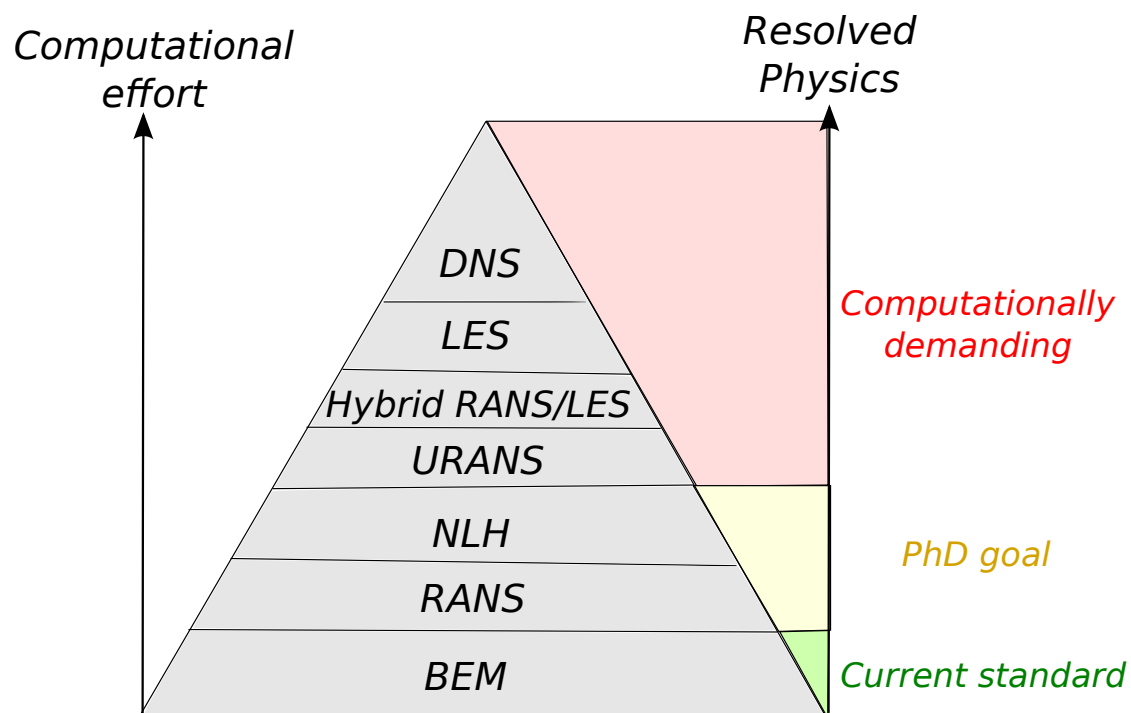 Computational
effort
Resolved
Physics
DNS
LES
Hybrid RANS/LES
URANS
NLH
RANS
BEM
Computationally
demanding
PhD goal
Current standard